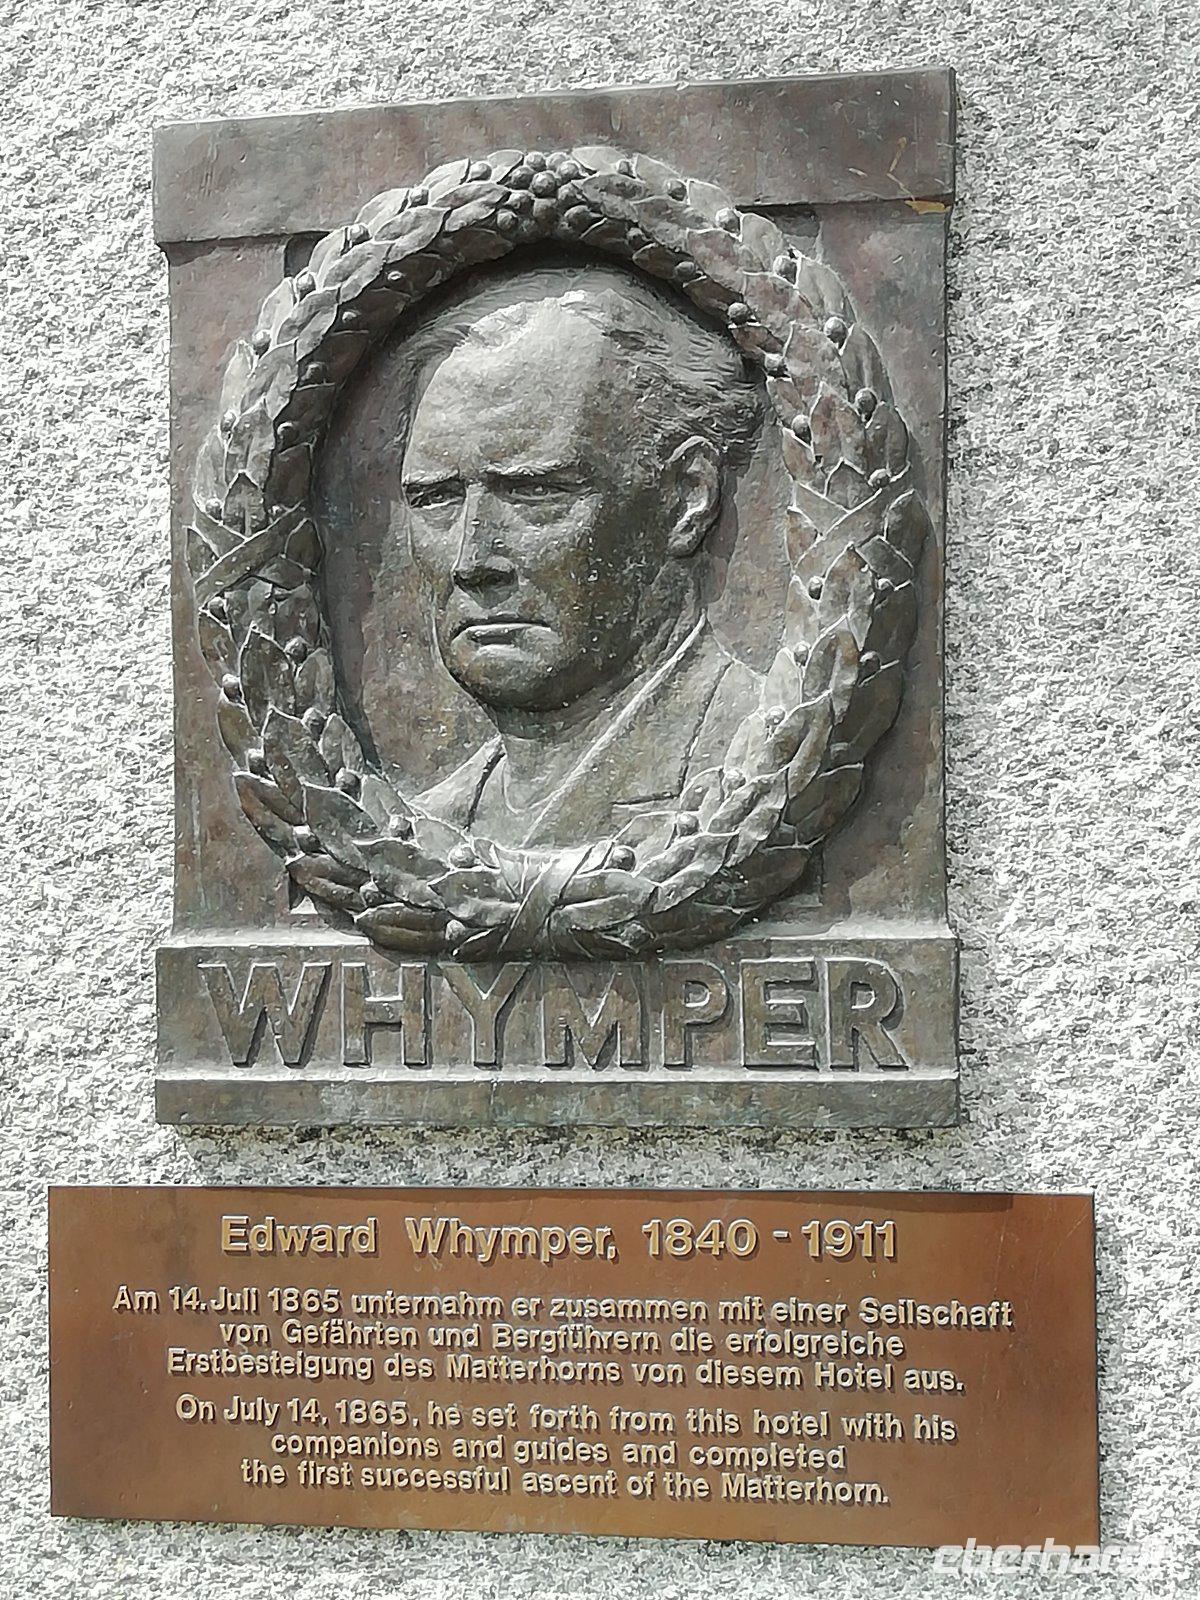 WHYMPER
Edward Whymper, 1840 - 1911
Am 14. Juli 1865 unternahm er zusammen mit einer Seilschaft
von Gefährten und Bergführern die erfolgreiche
Erstbesteigung des Matterhorns von diesem Hotel aus.
On July 14, 1865, he set forth from this hotel with his
companions and guides and completed
the first successful ascent of the Matterhorn.
eberhardt